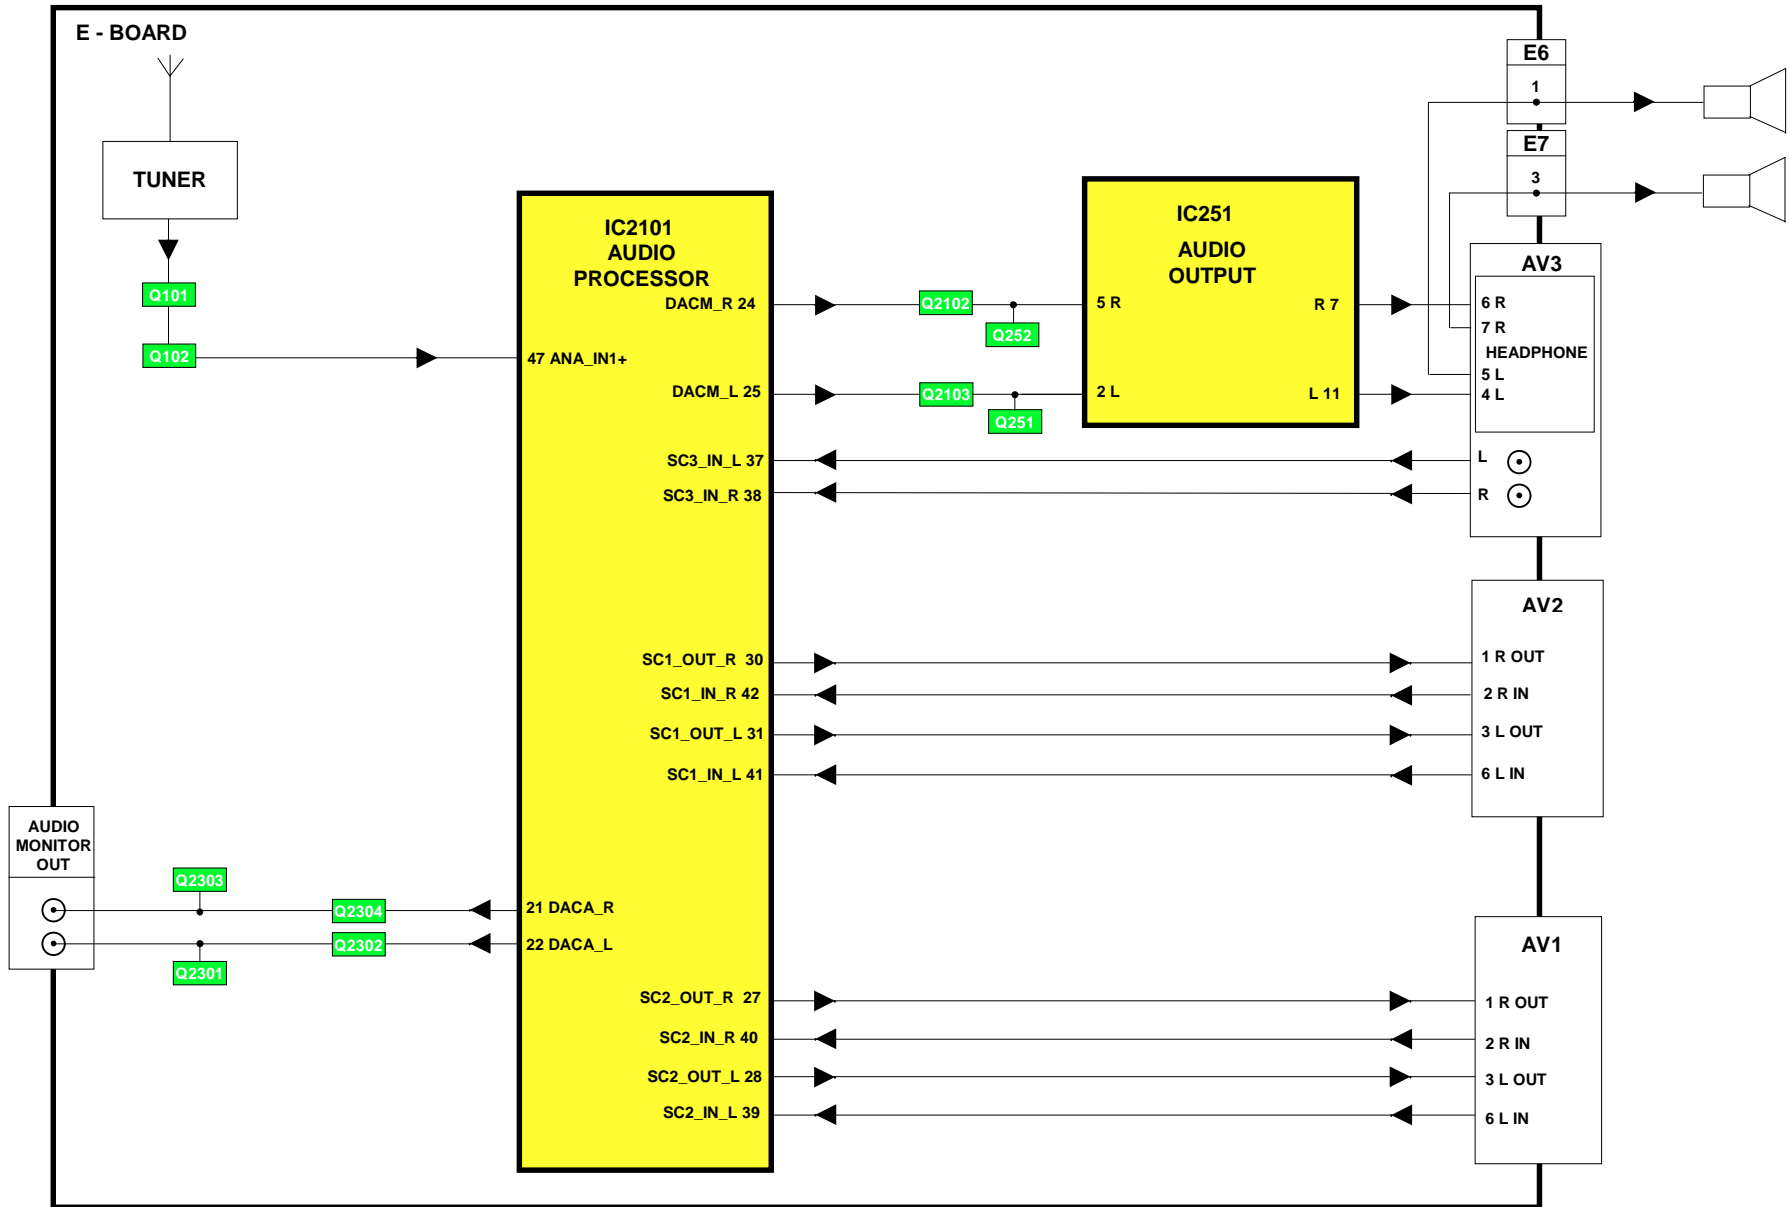 E - BOARD
TUNER
Q101
Q102
IC2101
AUDIO
PROCESSOR
DACM_R 24
47 ANA_IN1+
DACM_L 25
SC3_IN_L 37
SC3_IN_R 38
SC1_OUT_R 30
SC1_IN_R 42
SC1_OUT_L 31
SC1_IN_L 41
21 DACA_R
22 DACA_L
SC2_OUT_R 27
SC2_IN_R 40
SC2_OUT_L 28
SC2_IN_L 39
AUDIO
MONITOR
OUT
Q2303
Q2304
Q2302
Q2301
Q2102
Q252
Q2103
Q251
IC251
AUDIO
OUTPUT
5 R
R 7
2 L
L 11
E6
1
E7
3
AV3
6 R
7 R
HEADPHONE
5 L
4 L
L
R
AV2
1 R OUT
2 R IN
3 L OUT
6 L IN
AV1
1 R OUT
2 R IN
3 L OUT
6 L IN